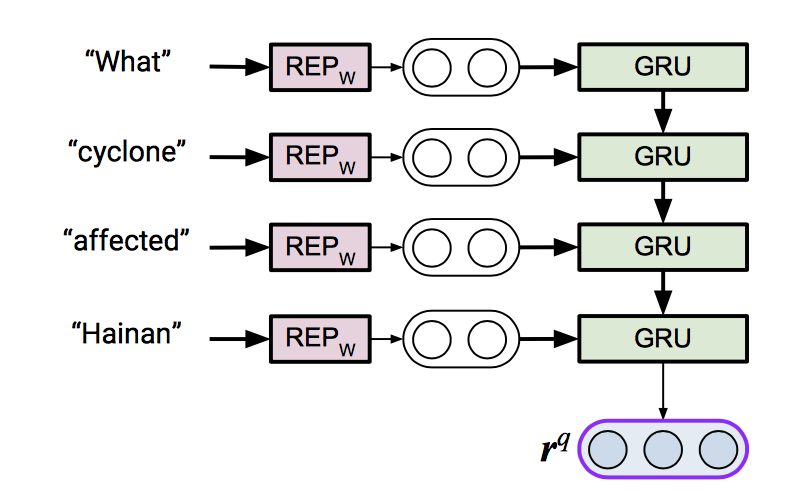 “What” REPW GRU
“cyclone” REPW GRU
“affected” REPW GRU
“Hainan” REPW GRU
rq